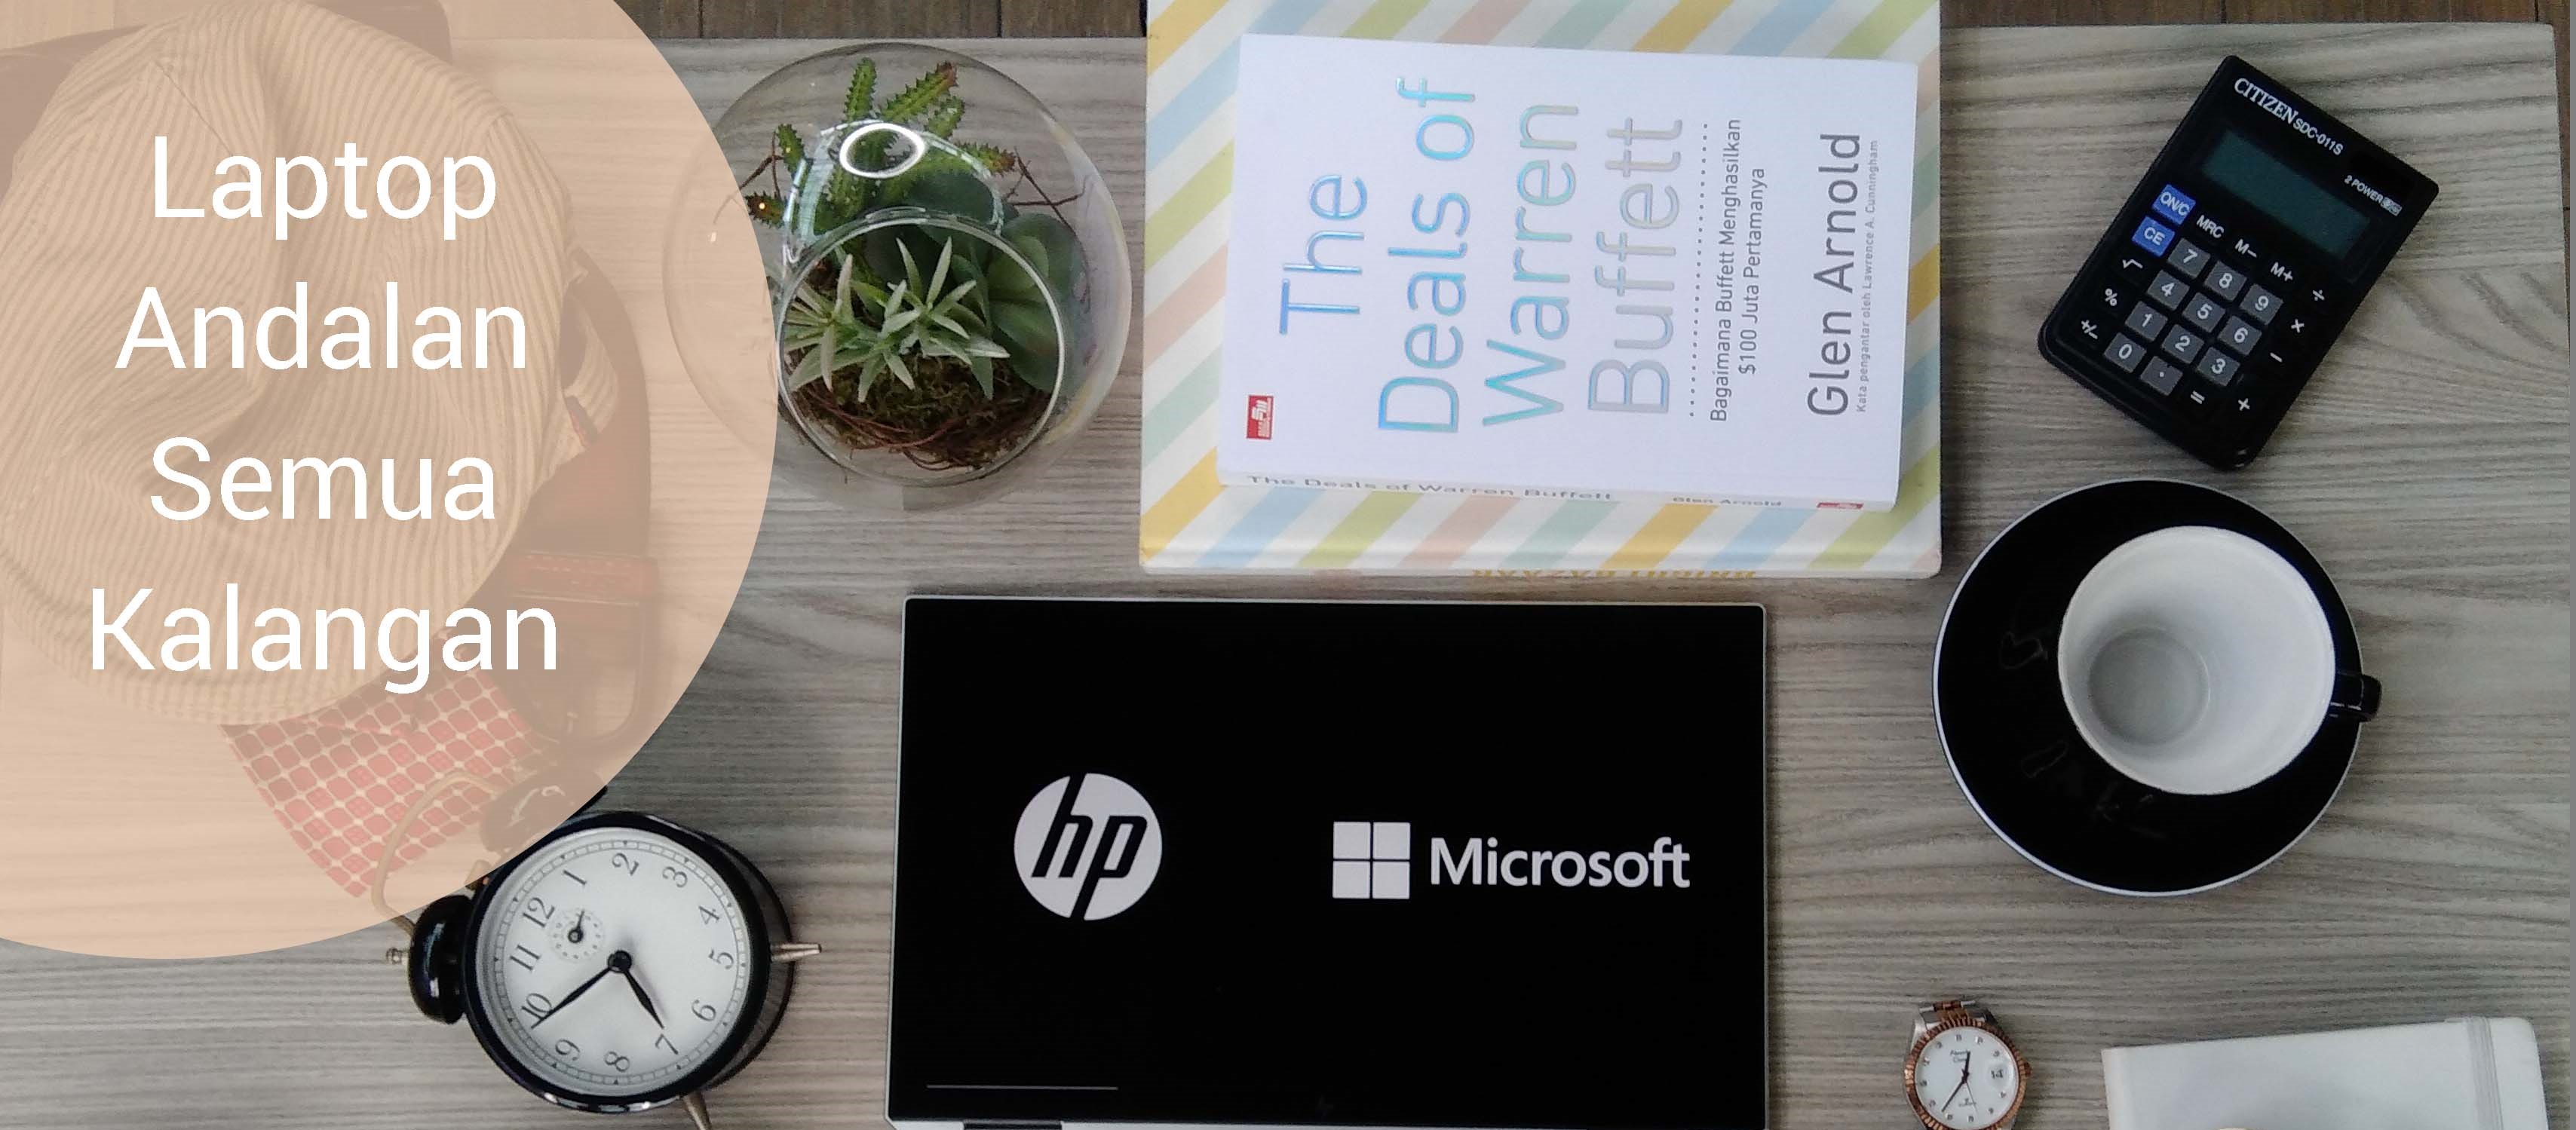 Laptop
Andalan
Semua
Kalangan
The
Deals of
Warren
Buffett
Bagaimana Buffett Menghasilkan
$100 Juta Pertamanya
Glen Arnold
Kata pengantar oleh Lawrence A. Cunningham
The Deals of Warren Buffett Glen Arnold
CITIZEN SDC-011S
2 POWER
ON/C MRC M− M+ ÷
CE 7 8 9 ×
√ 4 5 6 −
% 1 2 3 +
+/− 0 . =
hp
Microsoft
12 1 2 3 4 5 6 7 8 9 10 11